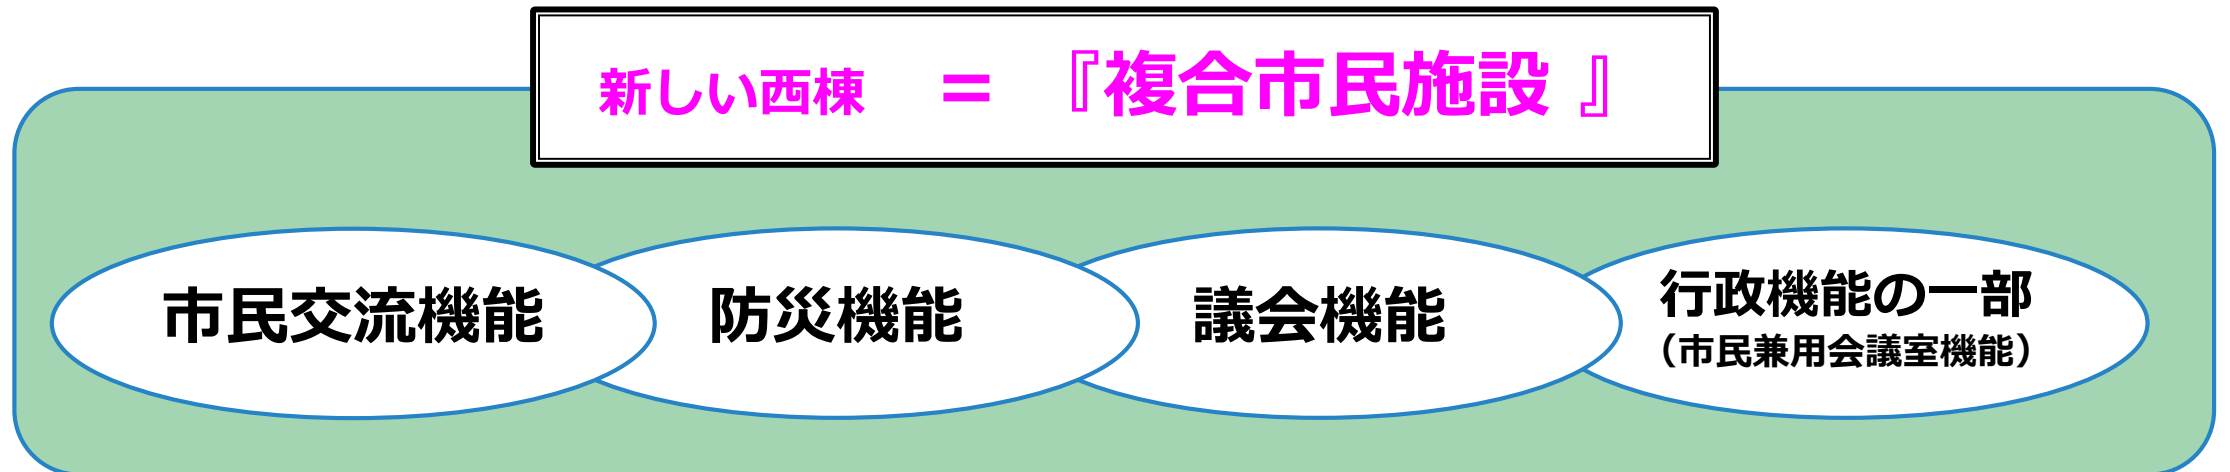 新しい西棟 ＝ 『複合市民施設 』
市民交流機能
防災機能
議会機能
行政機能の一部
（市民兼用会議室機能）